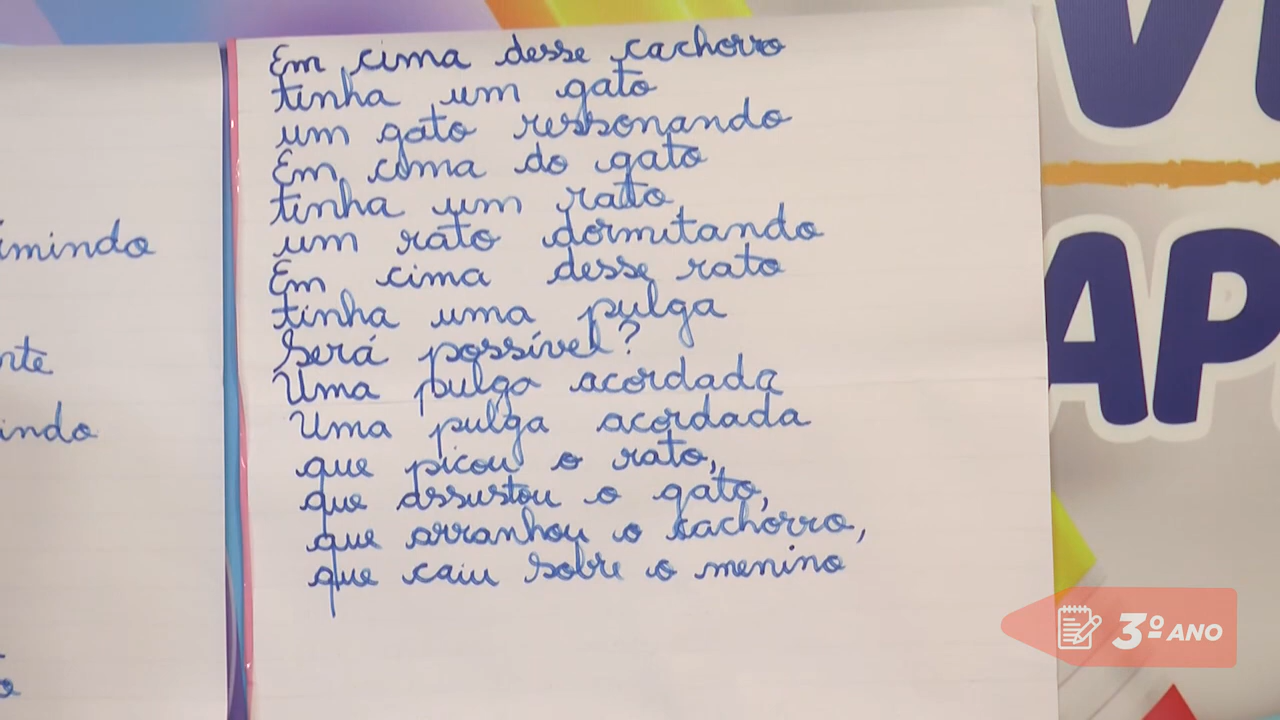 Em cima desse cachorro
tinha um gato
um gato ressonando
Em cima do gato
tinha um rato
um rato dormitando
Em cima desse rato
tinha uma pulga
Será possível?
Uma pulga acordada
Uma pulga acordada
que picou o rato,
que assustou o gato,
que arranhou o cachorro,
que caiu sobre o menino
mindo
nte
indo
AP
3º ANO